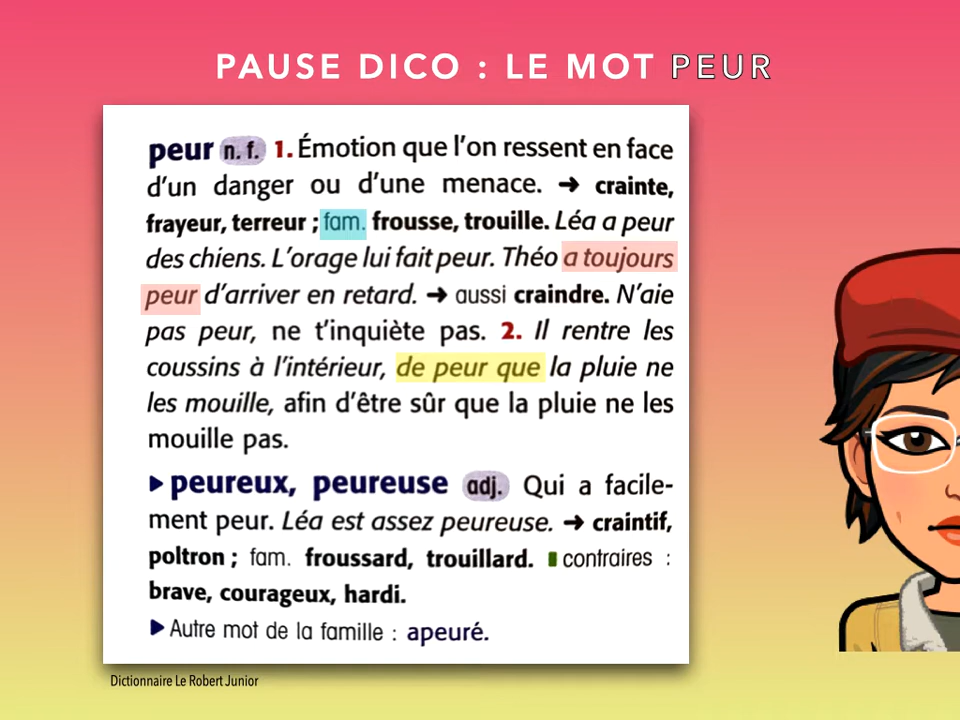 PAUSE DICO : LE MOT PEUR
peur n. f. 1. Émotion que l'on ressent en face
d'un danger ou d'une menace. ➜ crainte,
frayeur, terreur ; fam. frousse, trouille. Léa a peur
des chiens. L'orage lui fait peur. Théo a toujours
peur d'arriver en retard. ➜ aussi craindre. N'aie
pas peur, ne t'inquiète pas. 2. Il rentre les
coussins à l'intérieur, de peur que la pluie ne
les mouille, afin d'être sûr que la pluie ne les
mouille pas.
▶ peureux, peureuse adj. Qui a facile-
ment peur. Léa est assez peureuse. ➜ craintif,
poltron ; fam. froussard, trouillard. ▮ contraires :
brave, courageux, hardi.
▶ Autre mot de la famille : apeuré.
Dictionnaire Le Robert Junior